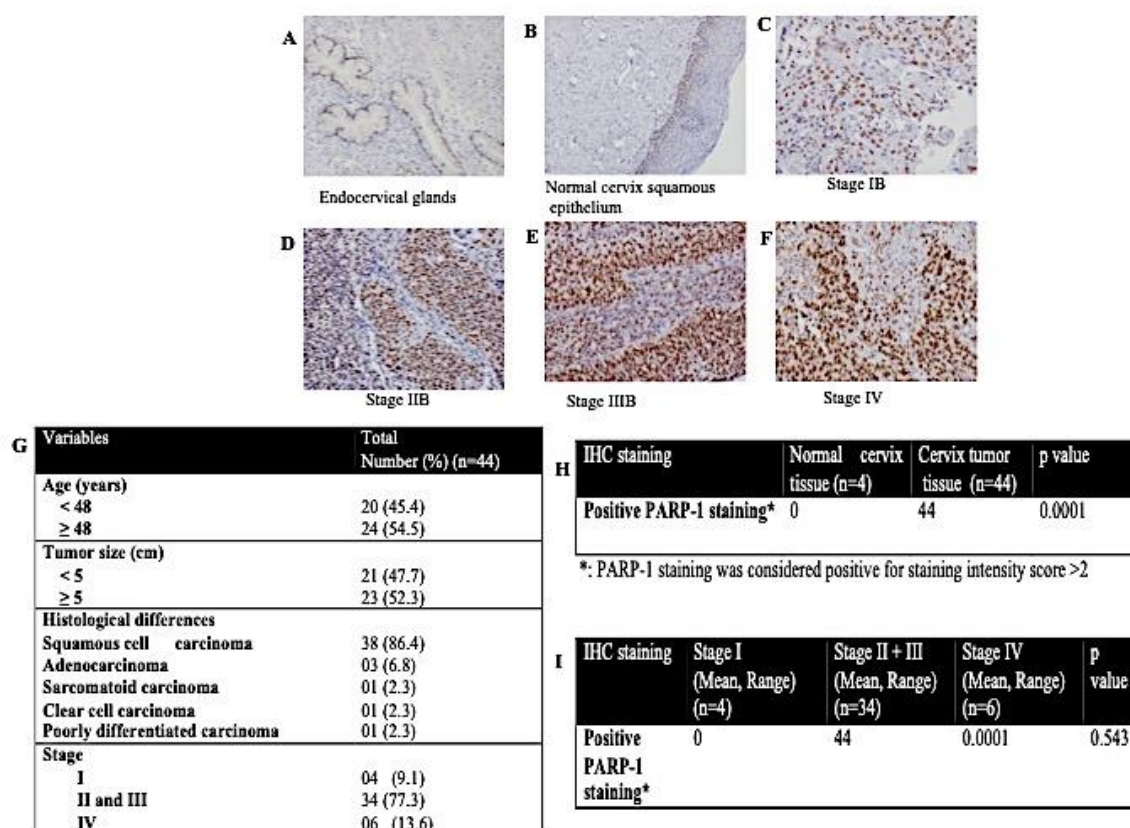 A
B
C
Endocervical glands
Normal cervix squamous
epithelium
Stage IB
D
E
F
Stage IIB
Stage IIIB
Stage IV
G
Variables Total
Number (%) (n=44)
Age (years)
< 48 20 (45.4)
≥ 48 24 (54.5)
Tumor size (cm)
< 5 21 (47.7)
≥ 5 23 (52.3)
Histological differences
Squamous cell carcinoma 38 (86.4)
Adenocarcinoma 03 (6.8)
Sarcomatoid carcinoma 01 (2.3)
Clear cell carcinoma 01 (2.3)
Poorly differentiated carcinoma 01 (2.3)
Stage
I 04 (9.1)
II and III 34 (77.3)
IV 06 (13.6)
H
IHC staining Normal cervix Cervix tumor p value
tissue (n=4) tissue (n=44)
Positive PARP-1 staining* 0 44 0.0001
*: PARP-1 staining was considered positive for staining intensity score >2
I
IHC staining Stage I Stage II + III Stage IV p
(Mean, Range) (Mean, Range) (Mean, Range) value
(n=4) (n=34) (n=6)
Positive 0 44 0.0001 0.543
PARP-1
staining*